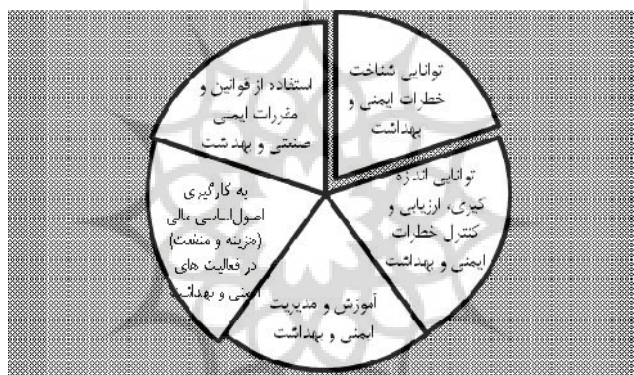 توانایی شناخت
خطرات ایمنی و
بهداشت
توانایی اندازه
گیری، ارزیابی و
کنترل خطرات
ایمنی و بهداشت
آموزش و مدیریت
ایمنی و بهداشت
به کارگیری
اصول اساسی مالی
(هزینه و منفعت)
در فعالیت های
ایمنی و بهداشت
استفاده از قوانین و
مقررات ایمنی
صنعتی و بهداشت